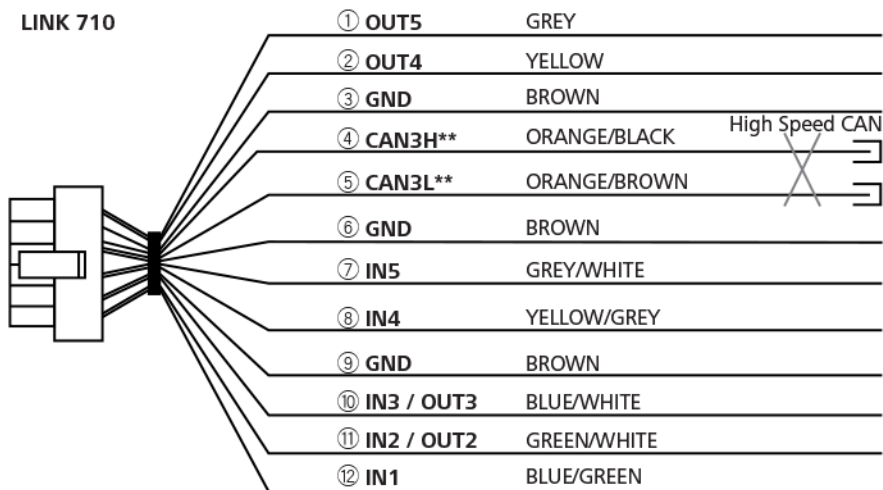 LINK 710
① OUT5 GREY
② OUT4 YELLOW
③ GND BROWN
④ CAN3H** ORANGE/BLACK High Speed CAN
⑤ CAN3L** ORANGE/BROWN
⑥ GND BROWN
⑦ IN5 GREY/WHITE
⑧ IN4 YELLOW/GREY
⑨ GND BROWN
⑩ IN3 / OUT3 BLUE/WHITE
⑪ IN2 / OUT2 GREEN/WHITE
⑫ IN1 BLUE/GREEN